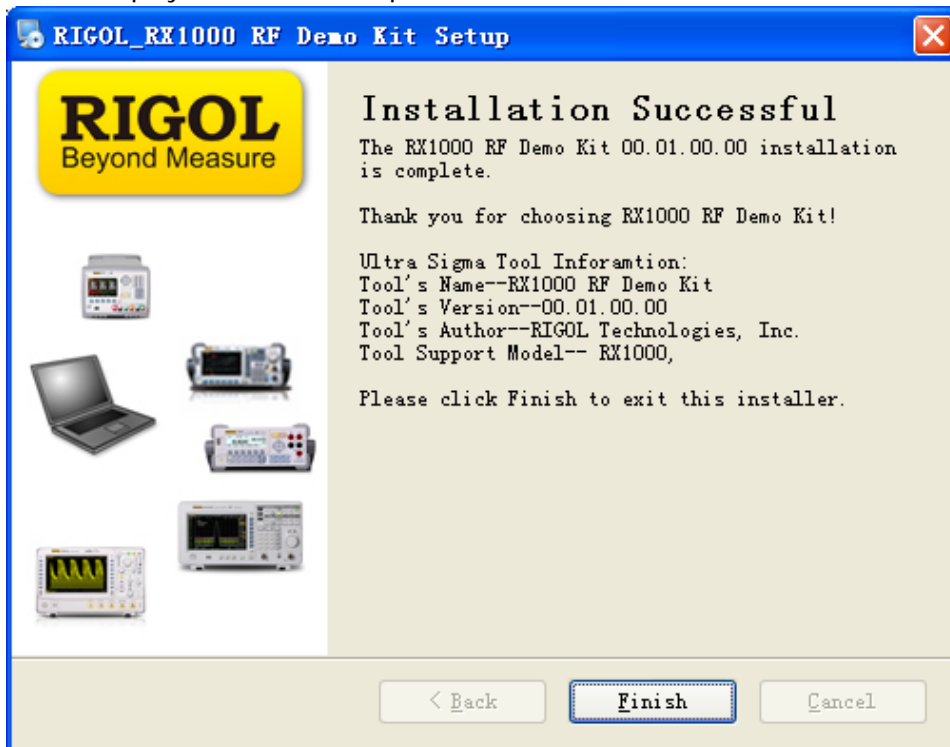 RIGOL_RX1000 RF Demo Kit Setup
RIGOL
Beyond Measure
Installation Successful
The RX1000 RF Demo Kit 00.01.00.00 installation
is complete.
Thank you for choosing RX1000 RF Demo Kit!
Ultra Sigma Tool Inforamtion:
Tool's Name--RX1000 RF Demo Kit
Tool's Version--00.01.00.00
Tool's Author--RIGOL Technologies, Inc.
Tool Support Model-- RX1000,
Please click Finish to exit this installer.
< Back
Finish
Cancel